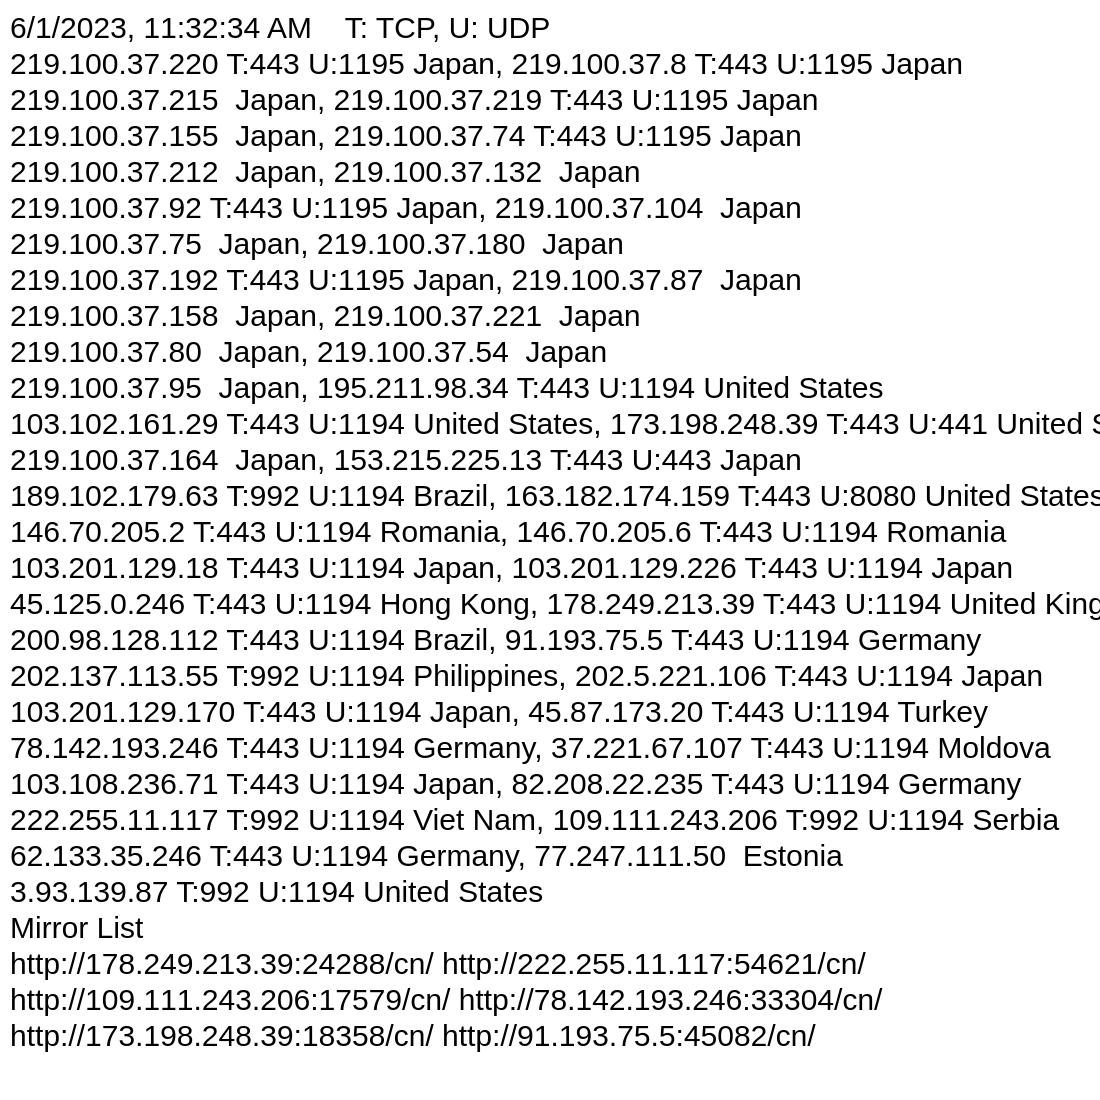 6/1/2023, 11:32:34 AM    T: TCP, U: UDP
219.100.37.220 T:443 U:1195 Japan, 219.100.37.8 T:443 U:1195 Japan
219.100.37.215  Japan, 219.100.37.219 T:443 U:1195 Japan
219.100.37.155  Japan, 219.100.37.74 T:443 U:1195 Japan
219.100.37.212  Japan, 219.100.37.132  Japan
219.100.37.92 T:443 U:1195 Japan, 219.100.37.104  Japan
219.100.37.75  Japan, 219.100.37.180  Japan
219.100.37.192 T:443 U:1195 Japan, 219.100.37.87  Japan
219.100.37.158  Japan, 219.100.37.221  Japan
219.100.37.80  Japan, 219.100.37.54  Japan
219.100.37.95  Japan, 195.211.98.34 T:443 U:1194 United States
103.102.161.29 T:443 U:1194 United States, 173.198.248.39 T:443 U:441 United S
219.100.37.164  Japan, 153.215.225.13 T:443 U:443 Japan
189.102.179.63 T:992 U:1194 Brazil, 163.182.174.159 T:443 U:8080 United States
146.70.205.2 T:443 U:1194 Romania, 146.70.205.6 T:443 U:1194 Romania
103.201.129.18 T:443 U:1194 Japan, 103.201.129.226 T:443 U:1194 Japan
45.125.0.246 T:443 U:1194 Hong Kong, 178.249.213.39 T:443 U:1194 United King
200.98.128.112 T:443 U:1194 Brazil, 91.193.75.5 T:443 U:1194 Germany
202.137.113.55 T:992 U:1194 Philippines, 202.5.221.106 T:443 U:1194 Japan
103.201.129.170 T:443 U:1194 Japan, 45.87.173.20 T:443 U:1194 Turkey
78.142.193.246 T:443 U:1194 Germany, 37.221.67.107 T:443 U:1194 Moldova
103.108.236.71 T:443 U:1194 Japan, 82.208.22.235 T:443 U:1194 Germany
222.255.11.117 T:992 U:1194 Viet Nam, 109.111.243.206 T:992 U:1194 Serbia
62.133.35.246 T:443 U:1194 Germany, 77.247.111.50  Estonia
3.93.139.87 T:992 U:1194 United States
Mirror List
http://178.249.213.39:24288/cn/ http://222.255.11.117:54621/cn/
http://109.111.243.206:17579/cn/ http://78.142.193.246:33304/cn/
http://173.198.248.39:18358/cn/ http://91.193.75.5:45082/cn/